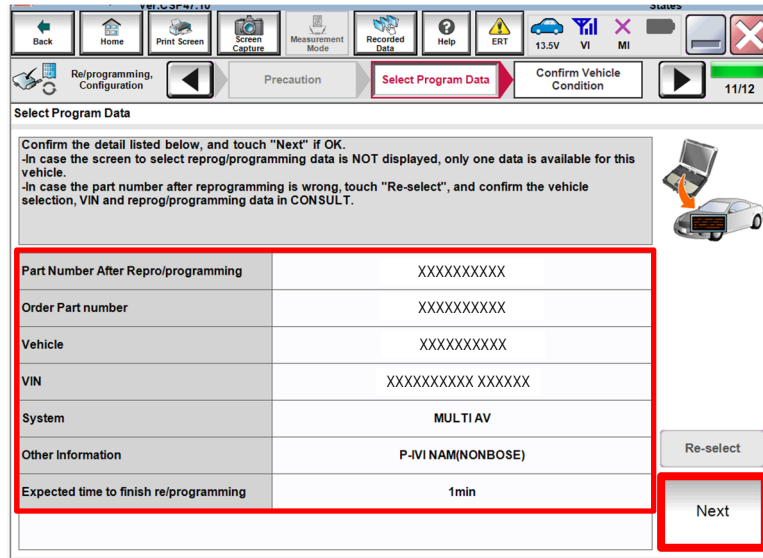 Ver.CSP47.10 States
Back
Home
Print Screen
Screen
Capture
Measurement
Mode
Recorded
Data
Help
ERT
13.5V
VI
MI
Re/programming,
Configuration
Precaution
Select Program Data
Confirm Vehicle
Condition
11/12
Select Program Data
Confirm the detail listed below, and touch "Next" if OK.
-In case the screen to select reprog/programming data is NOT displayed, only one data is available for this
vehicle.
-In case the part number after reprogramming is wrong, touch "Re-select", and confirm the vehicle
selection, VIN and reprog/programming data in CONSULT.
Part Number After Repro/programming XXXXXXXXXX
Order Part number XXXXXXXXXX
Vehicle XXXXXXXXXX
VIN XXXXXXXXXX XXXXXX
System MULTI AV
Other Information P-IVI NAM(NONBOSE)
Expected time to finish re/programming 1min
Re-select
Next